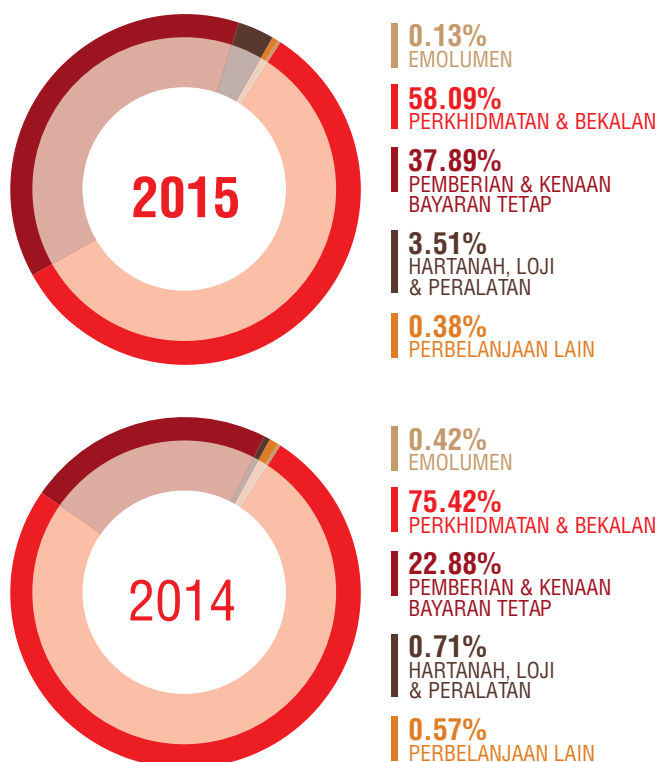 2015
0.13%
EMOLUMEN
58.09%
PERKHIDMATAN & BEKALAN
37.89%
PEMBERIAN & KENAAN
BAYARAN TETAP
3.51%
HARTANAH, LOJI
& PERALATAN
0.38%
PERBELANJAAN LAIN
2014
0.42%
EMOLUMEN
75.42%
PERKHIDMATAN & BEKALAN
22.88%
PEMBERIAN & KENAAN
BAYARAN TETAP
0.71%
HARTANAH, LOJI
& PERALATAN
0.57%
PERBELANJAAN LAIN